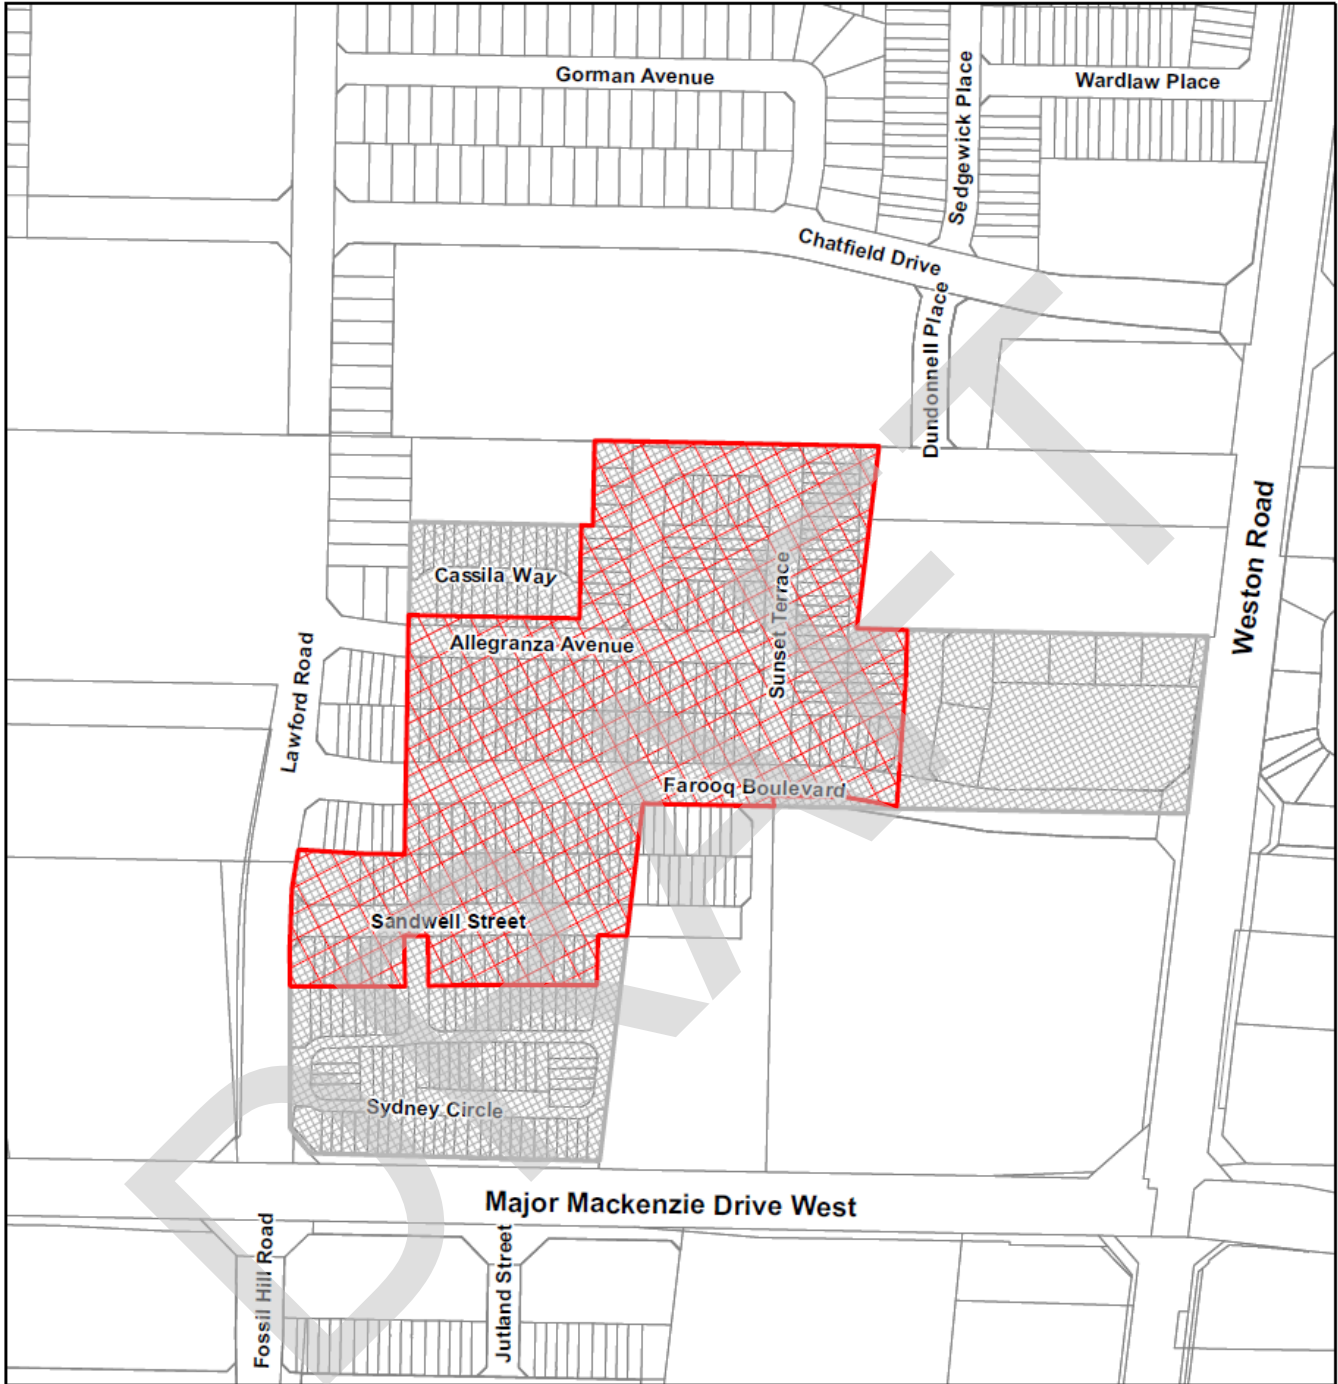 Gorman Avenue
Wardlaw Place
Sedgewick Place
Chatfield Drive
Dundonnell Place
Weston Road
Cassila Way
Allegranza Avenue
Sunset Terrace
Lawford Road
Farooq Boulevard
Sandwell Street
Sydney Circle
Major Mackenzie Drive West
Fossil Hill Road
Jutland Street
DRAFT